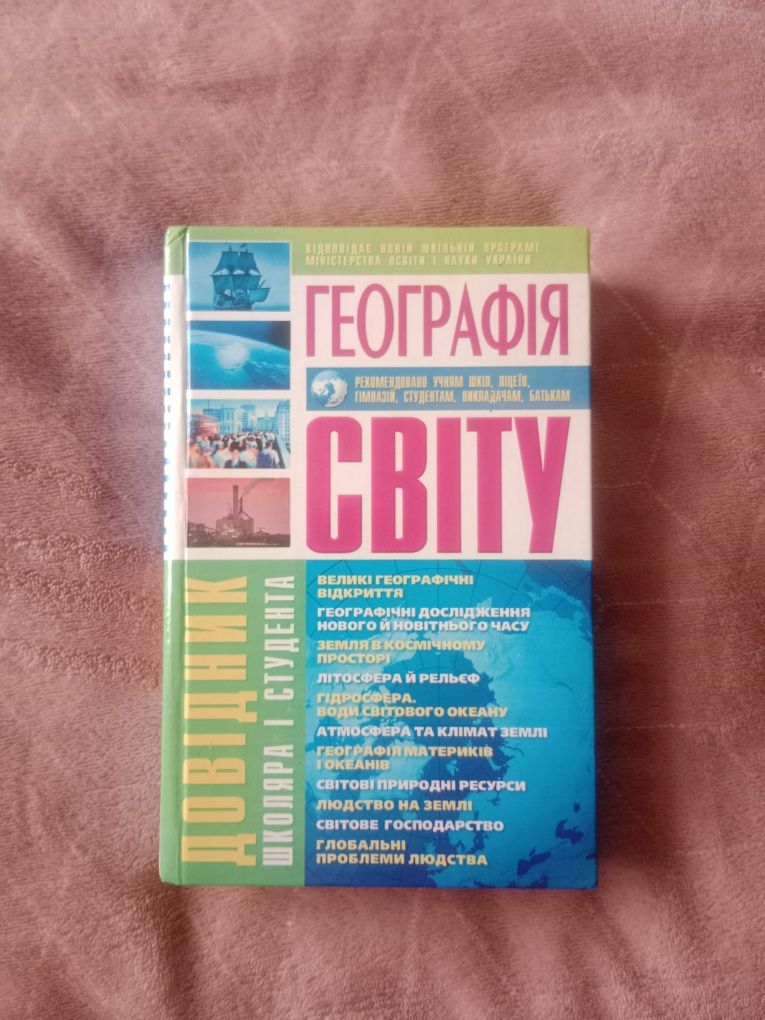 ВІДПОВІДАЄ НОВІЙ ШКІЛЬНІЙ ПРОГРАМІ
МІНІСТЕРСТВА ОСВІТИ І НАУКИ УКРАЇНИ
ГЕОГРАФІЯ
РЕКОМЕНДОВАНО УЧНЯМ ШКІЛ, ЛІЦЕЇВ,
ГІМНАЗІЙ, СТУДЕНТАМ, ВИКЛАДАЧАМ, БАТЬКАМ
СВІТУ
ДОВІДНИК
ШКОЛЯРА І СТУДЕНТА
ВЕЛИКІ ГЕОГРАФІЧНІ
ВІДКРИТТЯ
ГЕОГРАФІЧНІ ДОСЛІДЖЕННЯ
НОВОГО Й НОВІТНЬОГО ЧАСУ
ЗЕМЛЯ В КОСМІЧНОМУ
ПРОСТОРІ
ЛІТОСФЕРА Й РЕЛЬЄФ
ГІДРОСФЕРА.
ВОДИ СВІТОВОГО ОКЕАНУ
АТМОСФЕРА ТА КЛІМАТ ЗЕМЛІ
ГЕОГРАФІЯ МАТЕРИКІВ
І ОКЕАНІВ
СВІТОВІ ПРИРОДНІ РЕСУРСИ
ЛЮДСТВО НА ЗЕМЛІ
СВІТОВЕ ГОСПОДАРСТВО
ГЛОБАЛЬНІ
ПРОБЛЕМИ ЛЮДСТВА